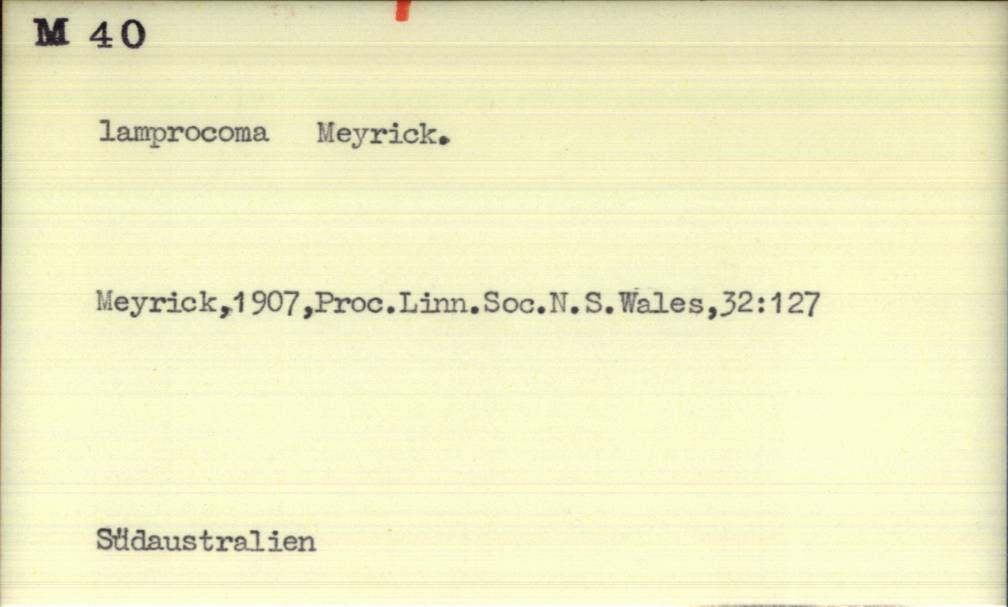 M 40
lamprocoma Meyrick.
Meyrick,1907,Proc.Linn.Soc.N.S.Wales,32:127
Südaustralien